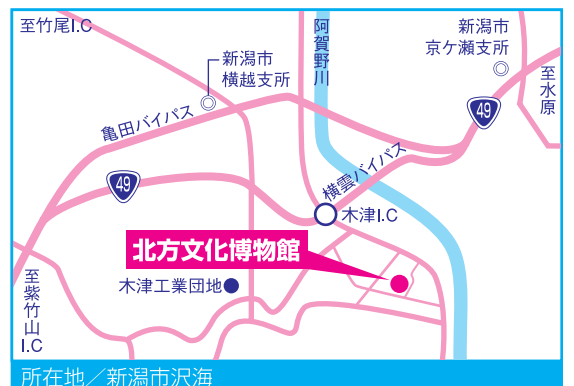 至竹尾I.C
新潟市
横越支所
阿賀野川
新潟市
京ケ瀬支所
至水原
49
亀田バイパス
49
横雲バイパス
木津I.C
北方文化博物館
木津工業団地
至紫竹山
I.C
所在地／新潟市沢海